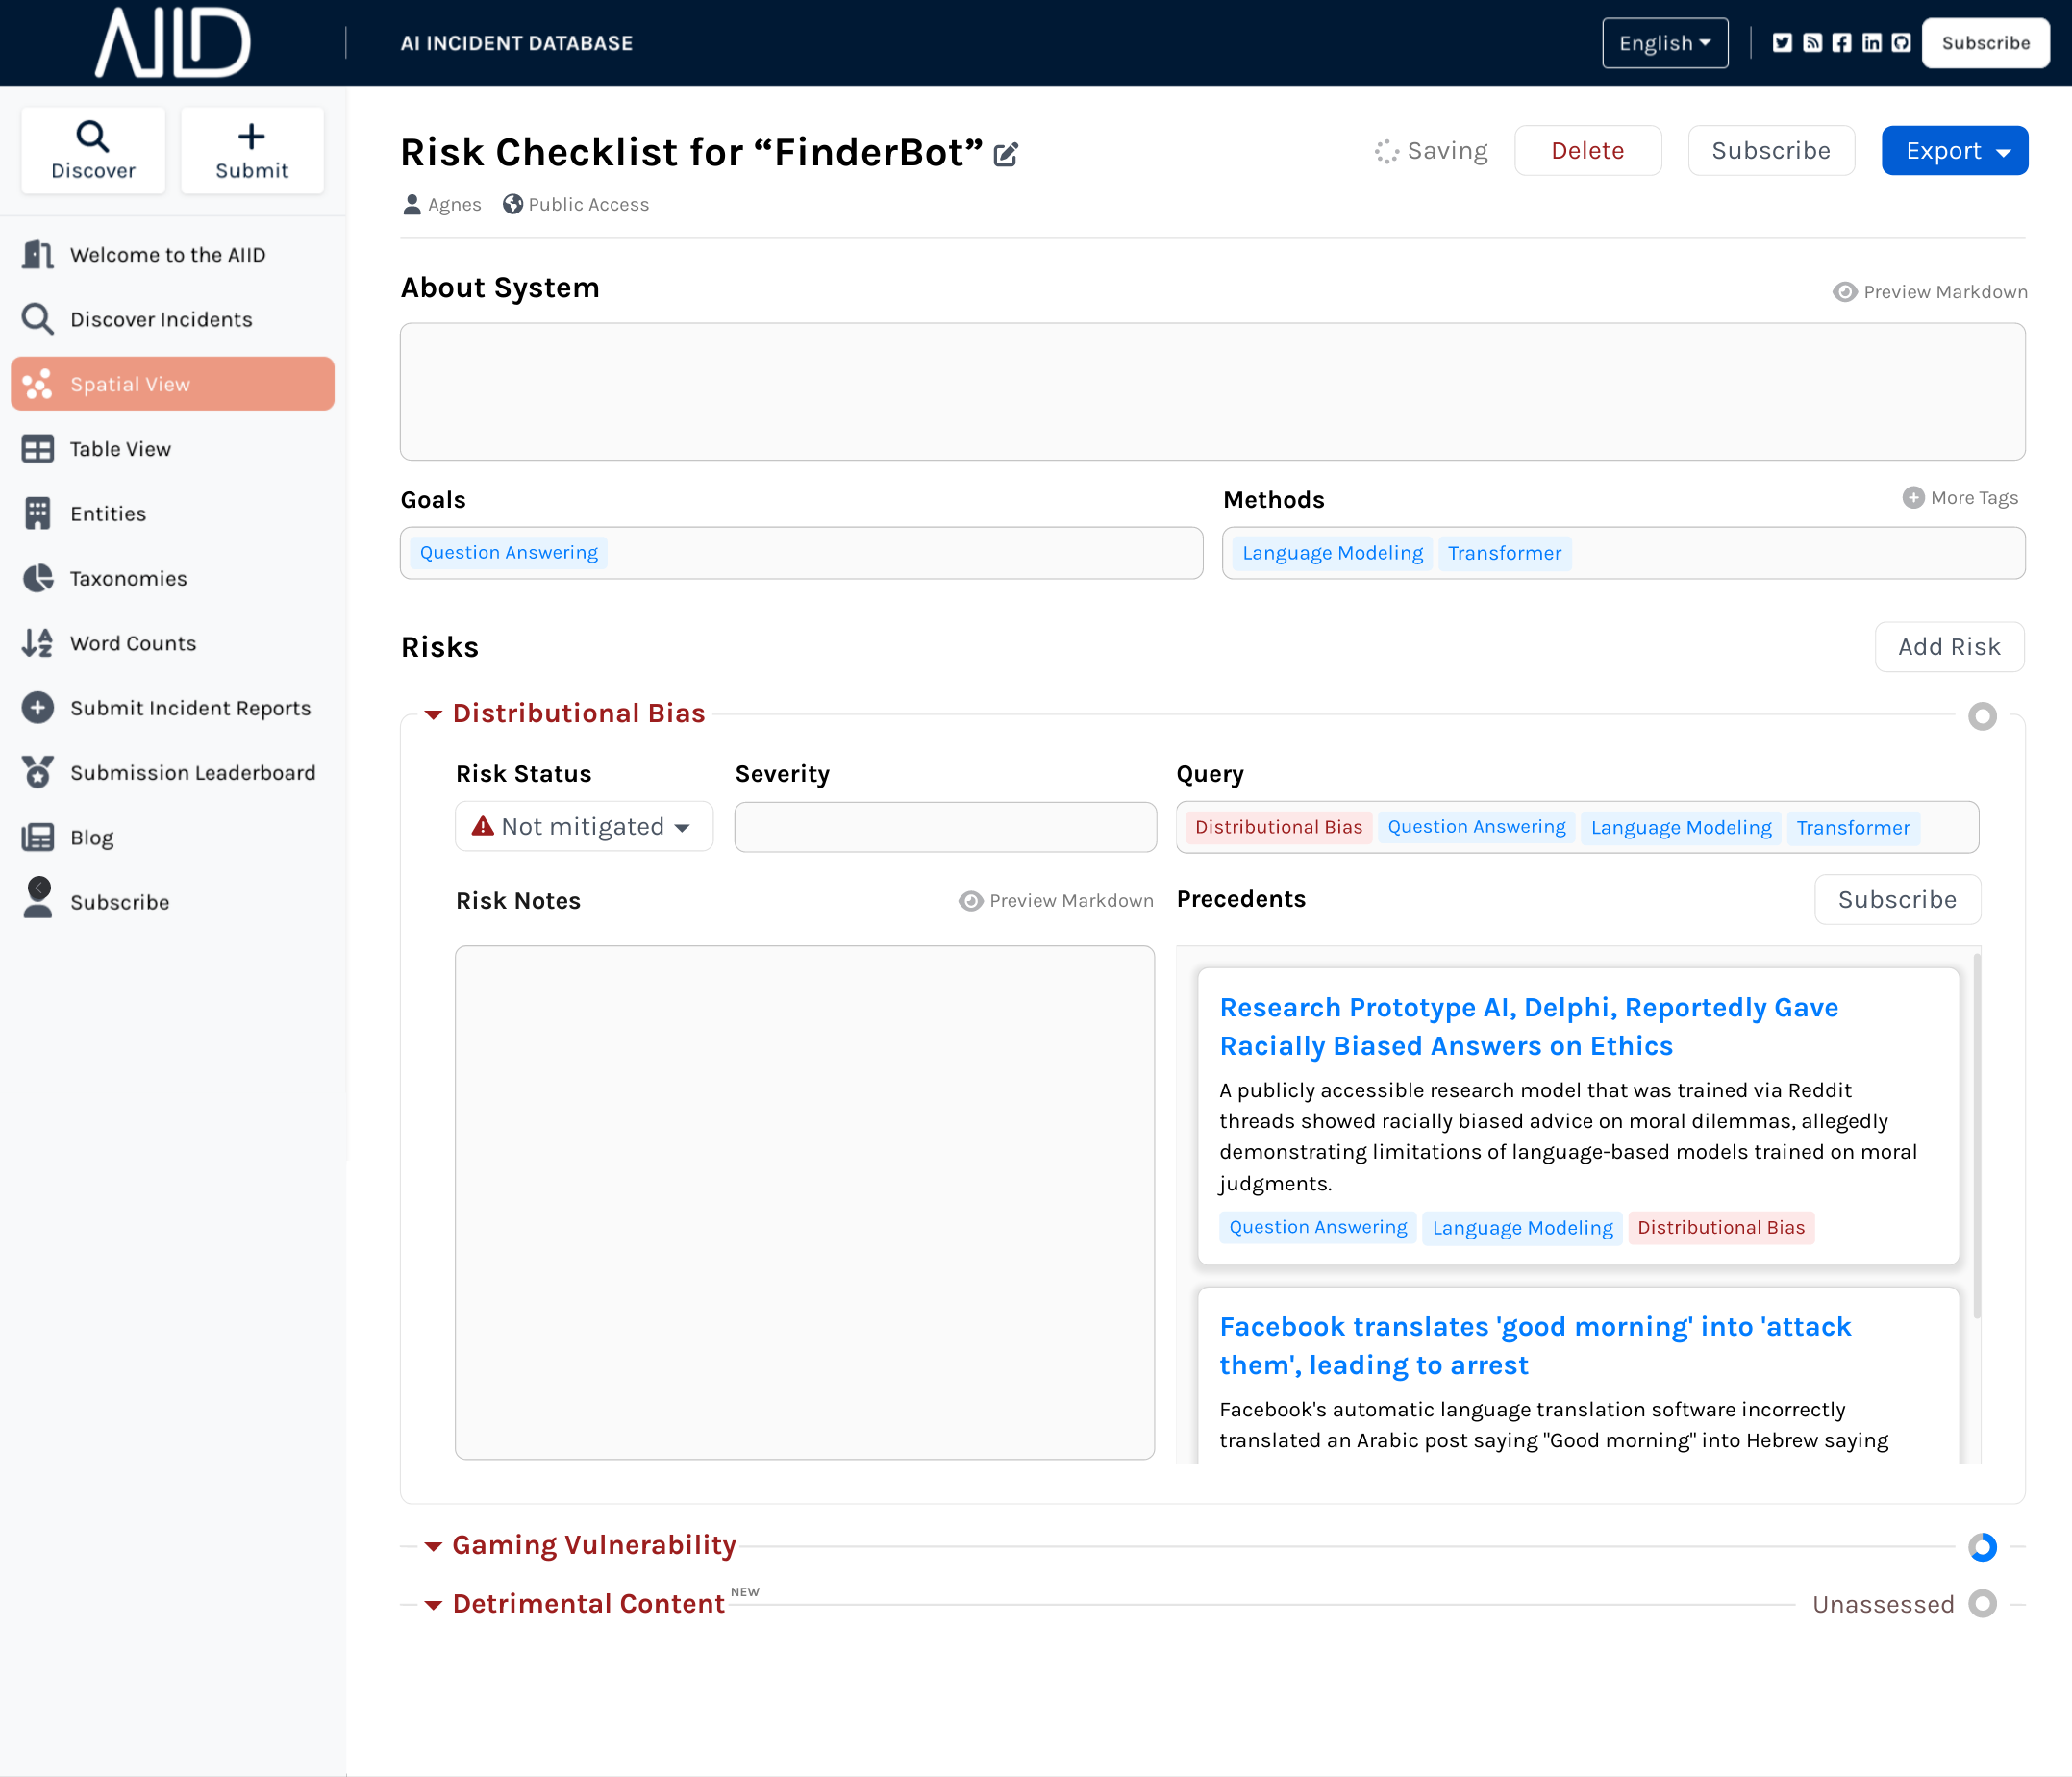 AIID
AI INCIDENT DATABASE
English
Subscribe
Discover
Submit
Welcome to the AIID
Discover Incidents
Spatial View
Table View
Entities
Taxonomies
Word Counts
Submit Incident Reports
Submission Leaderboard
Blog
Subscribe
Risk Checklist for “FinderBot”
Saving
Delete
Subscribe
Export
Agnes
Public Access
About System
Preview Markdown
Goals
Question Answering
Methods
More Tags
Language Modeling Transformer
Risks
Add Risk
Distributional Bias
Risk Status
Not mitigated
Severity
Query
Distributional Bias Question Answering Language Modeling Transformer
Risk Notes
Preview Markdown
Precedents
Subscribe
Research Prototype AI, Delphi, Reportedly Gave
Racially Biased Answers on Ethics
A publicly accessible research model that was trained via Reddit
threads showed racially biased advice on moral dilemmas, allegedly
demonstrating limitations of language-based models trained on moral
judgments.
Question Answering Language Modeling Distributional Bias
Facebook translates 'good morning' into 'attack
them', leading to arrest
Facebook's automatic language translation software incorrectly
translated an Arabic post saying "Good morning" into Hebrew saying
Gaming Vulnerability
Detrimental Content NEW
Unassessed